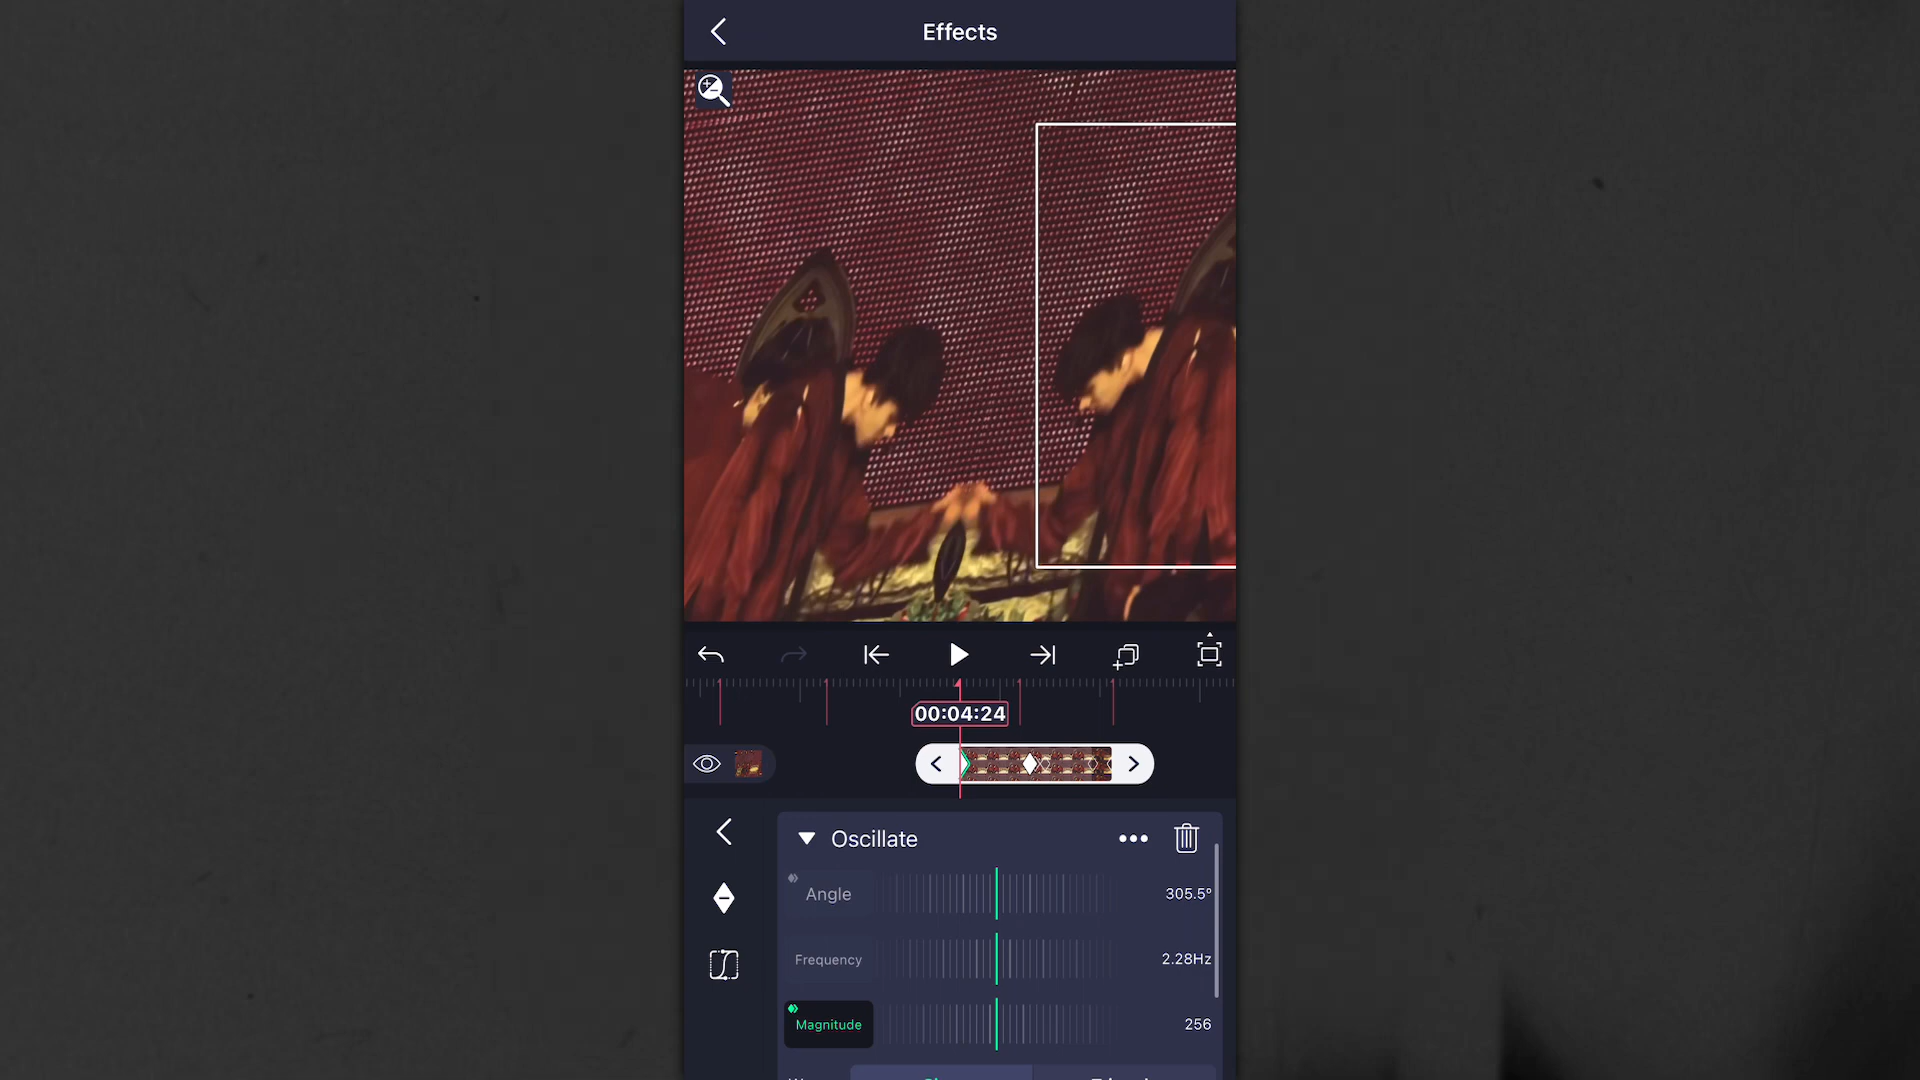 Effects
00:04:24
Oscillate
Angle
305.5°
Frequency
2.28Hz
Magnitude
256